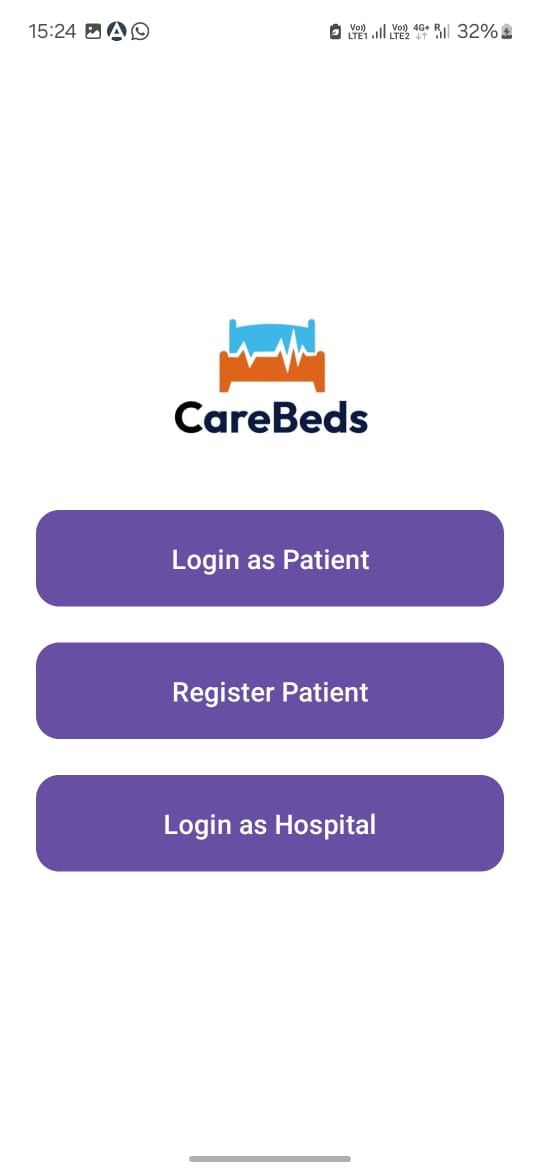 15:24
Vo)) LTE1 Vo)) LTE2 4G+ R 32%
CareBeds
Login as Patient
Register Patient
Login as Hospital